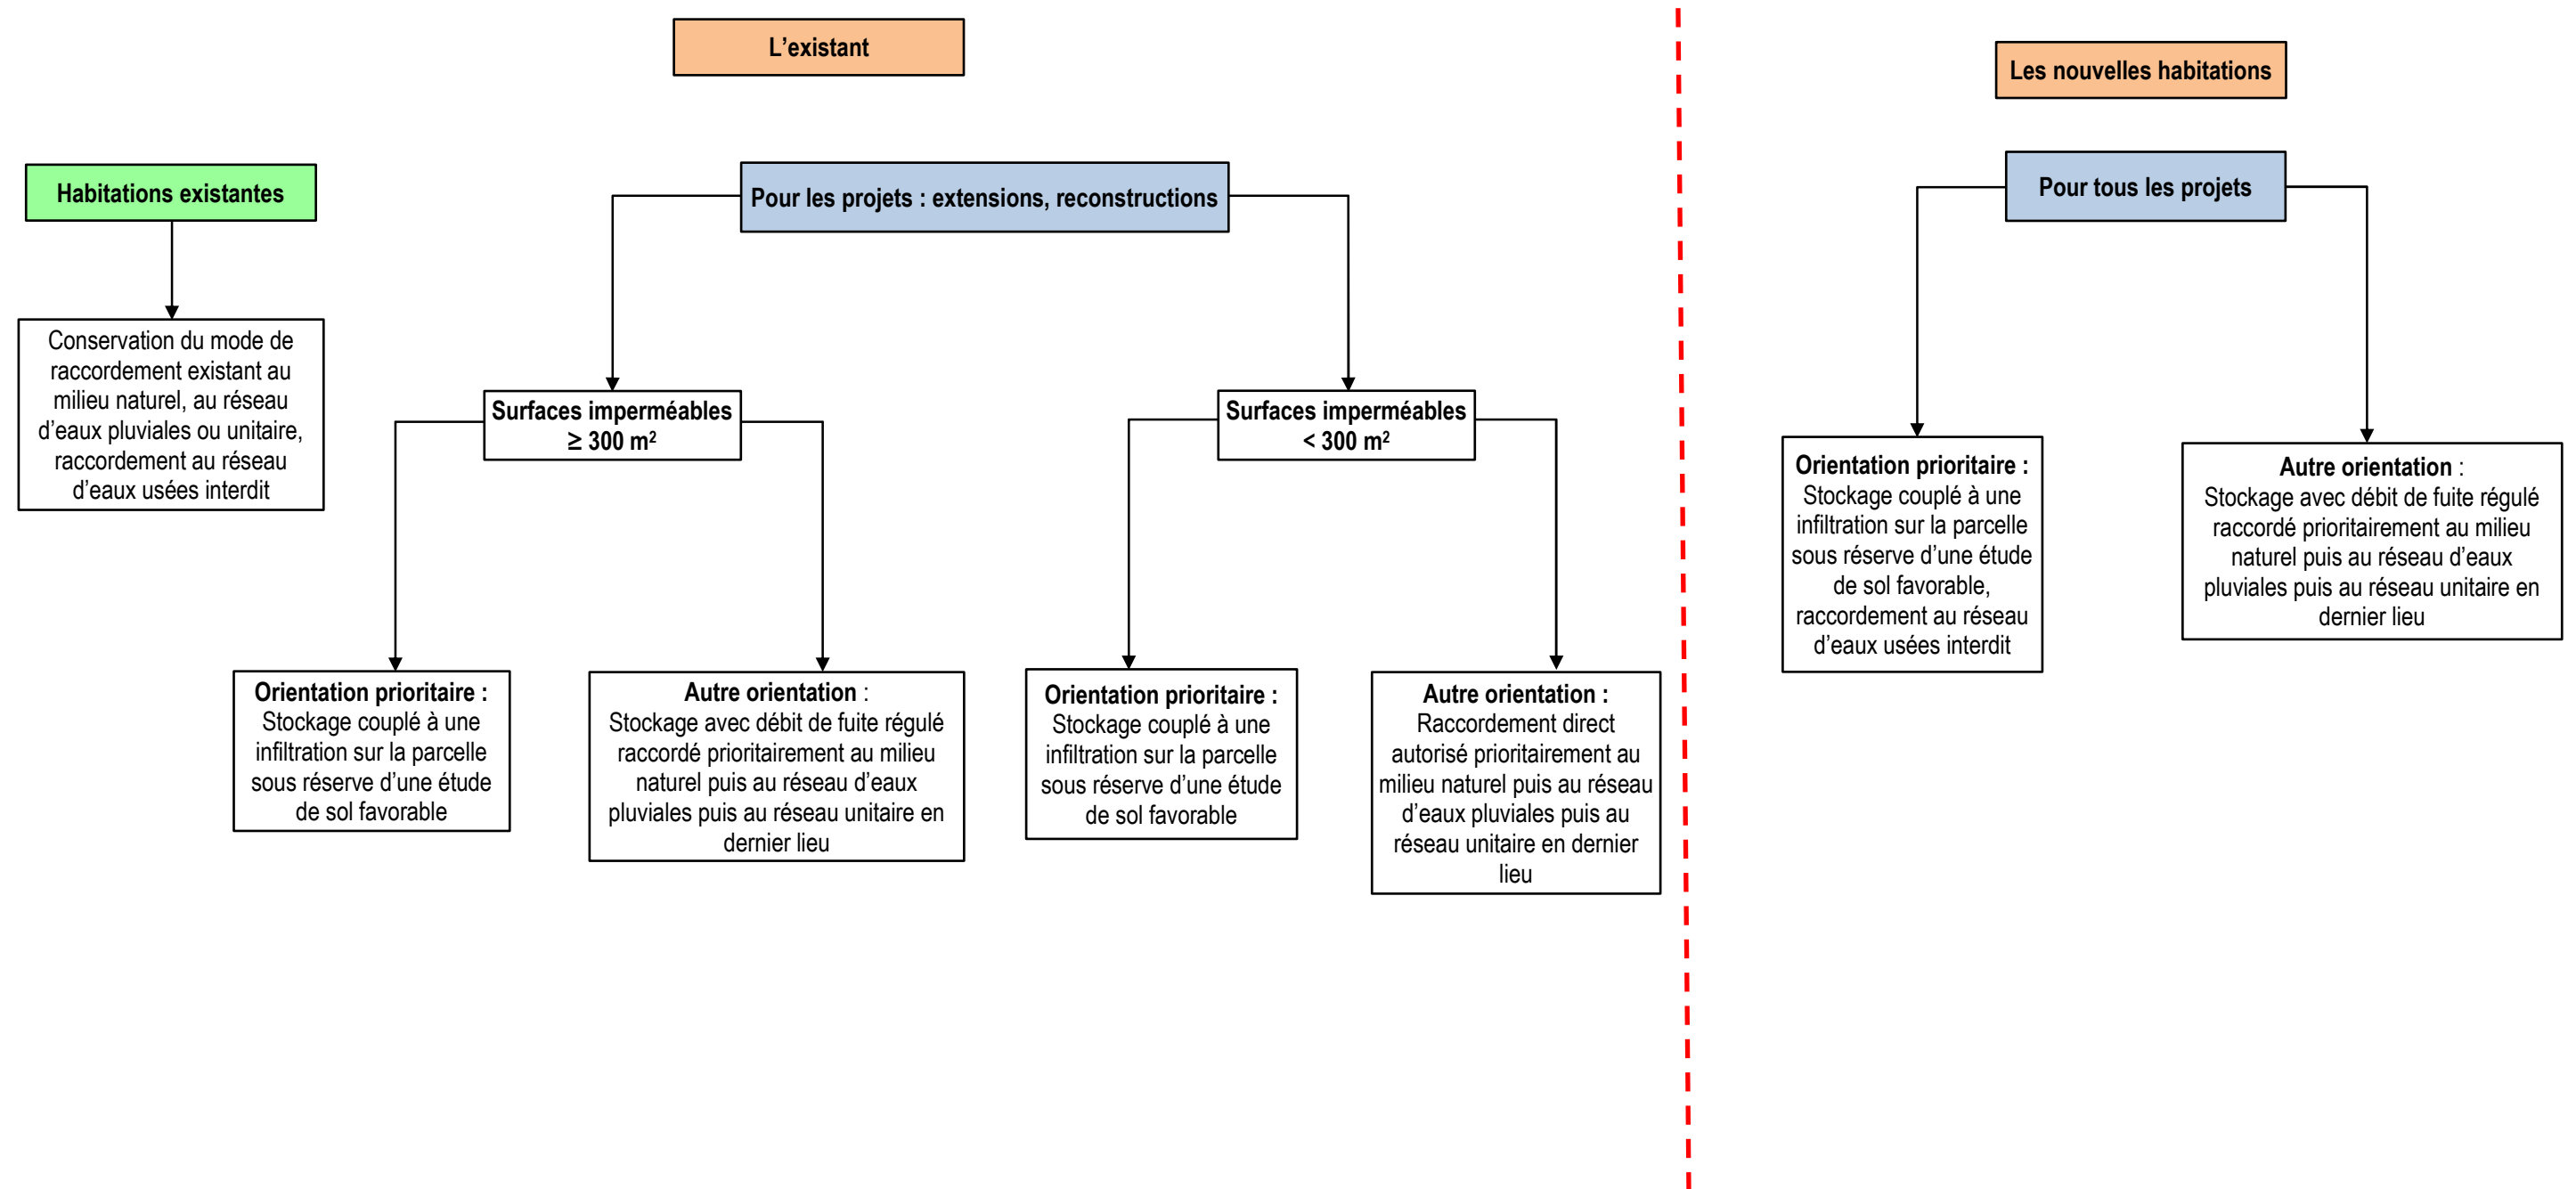 L’existant
Les nouvelles habitations
Habitations existantes
Pour les projets : extensions, reconstructions
Pour tous les projets
Conservation du mode de
raccordement existant au
milieu naturel, au réseau
d’eaux pluviales ou unitaire,
raccordement au réseau
d’eaux usées interdit
Surfaces imperméables
≥ 300 m²
Surfaces imperméables
< 300 m²
Orientation prioritaire :
Stockage couplé à une
infiltration sur la parcelle
sous réserve d’une étude
de sol favorable
Autre orientation :
Stockage avec débit de fuite régulé
raccordé prioritairement au milieu
naturel puis au réseau d’eaux
pluviales puis au réseau unitaire en
dernier lieu
Orientation prioritaire :
Stockage couplé à une
infiltration sur la parcelle
sous réserve d’une étude
de sol favorable
Autre orientation :
Raccordement direct
autorisé prioritairement au
milieu naturel puis au réseau
d’eaux pluviales puis au
réseau unitaire en dernier
lieu
Orientation prioritaire :
Stockage couplé à une
infiltration sur la parcelle
sous réserve d’une étude
de sol favorable,
raccordement au réseau
d’eaux usées interdit
Autre orientation :
Stockage avec débit de fuite régulé
raccordé prioritairement au milieu
naturel puis au réseau d’eaux
pluviales puis au réseau unitaire en
dernier lieu